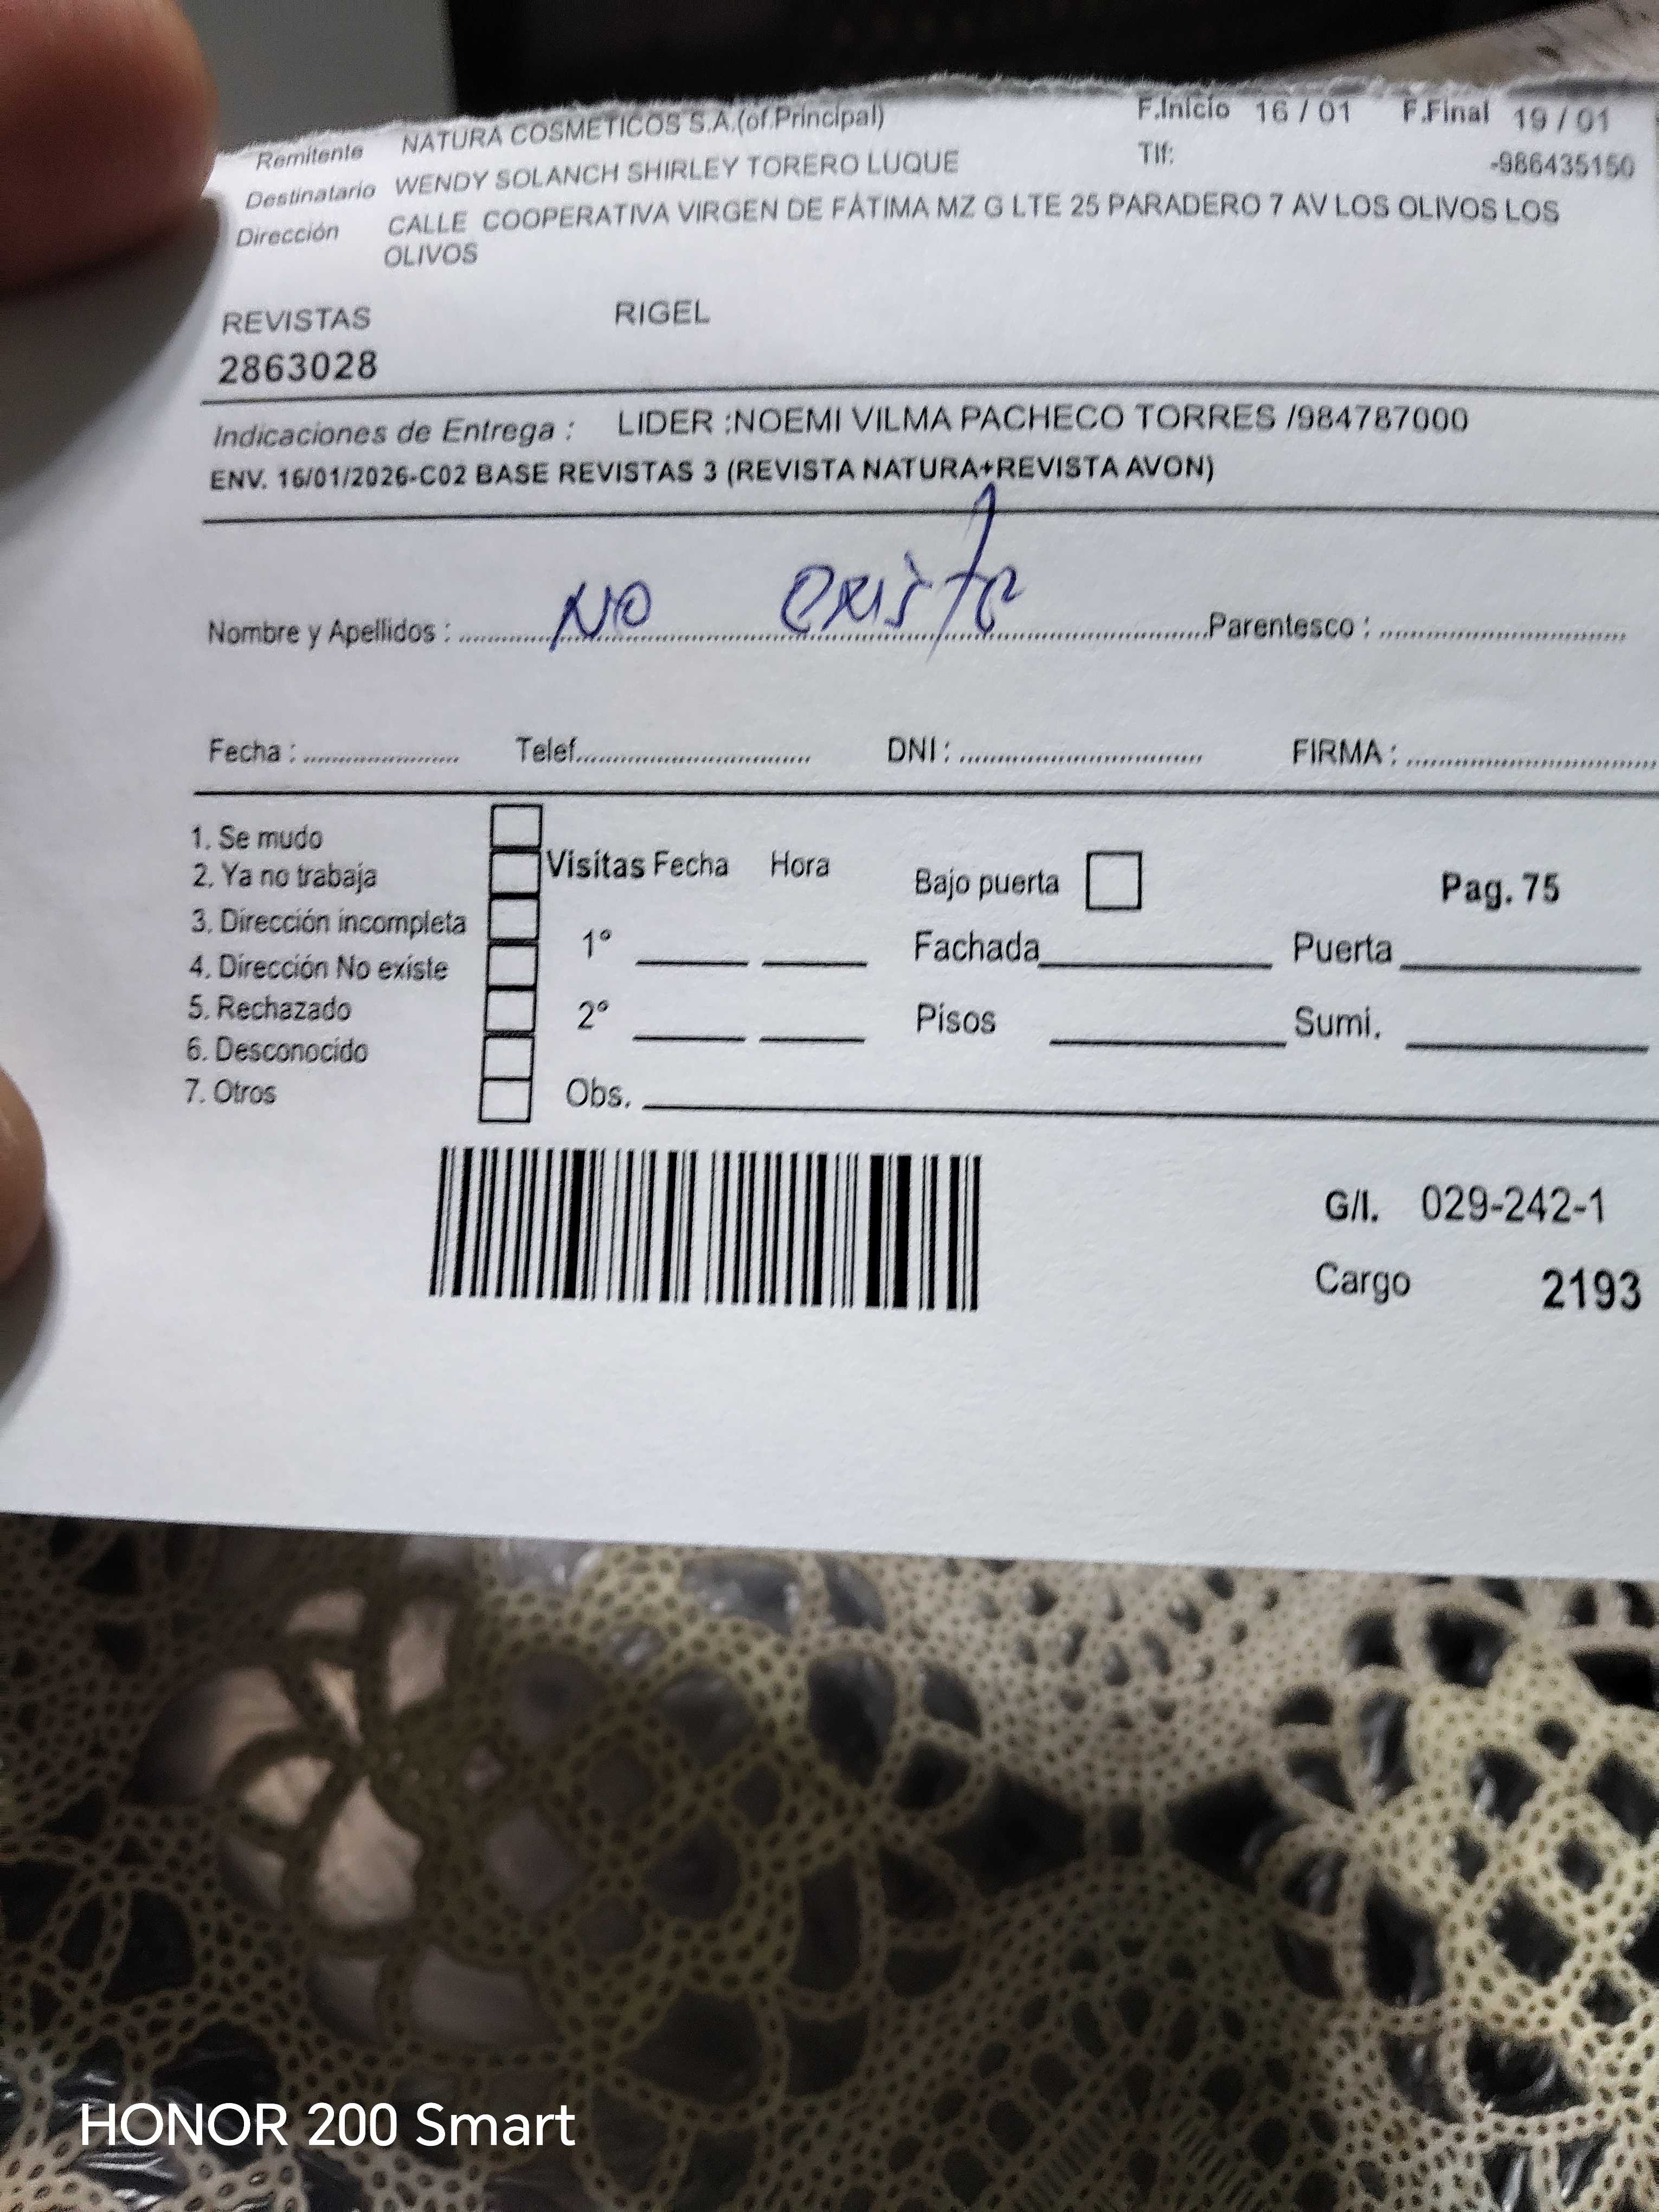 Remitente NATURA COSMETICOS S.A.(of.Principal) F.Inicio 16 / 01 F.Final 19 / 01
Destinatario WENDY SOLANCH SHIRLEY TORERO LUQUE Tlf: -986435150
Dirección CALLE COOPERATIVA VIRGEN DE FÁTIMA MZ G LTE 25 PARADERO 7 AV LOS OLIVOS LOS
OLIVOS
REVISTAS RIGEL
2863028
Indicaciones de Entrega : LIDER :NOEMI VILMA PACHECO TORRES /984787000
ENV. 16/01/2026-C02 BASE REVISTAS 3 (REVISTA NATURA+REVISTA AVON)
Nombre y Apellidos : No existe Parentesco :
Fecha : Telef. DNI : FIRMA :
1. Se mudo
2. Ya no trabaja
3. Dirección incompleta
4. Dirección No existe
5. Rechazado
6. Desconocido
7. Otros
Visitas Fecha Hora
1°
2°
Obs.
Bajo puerta Pag. 75
Fachada Puerta
Pisos Sumi.
G/I. 029-242-1
Cargo 2193
HONOR 200 Smart